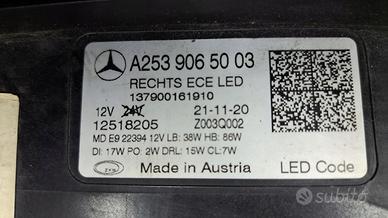 A253 906 50 03
RECHTS ECE LED
137900161910
12V 24V 21-11-20
12518205 Z003Q002
MD E9 22394 12V LB: 38W HB: 86W
DI: 17W PO: 2W DRL: 15W CL:7W
Made in Austria LED Code
subito